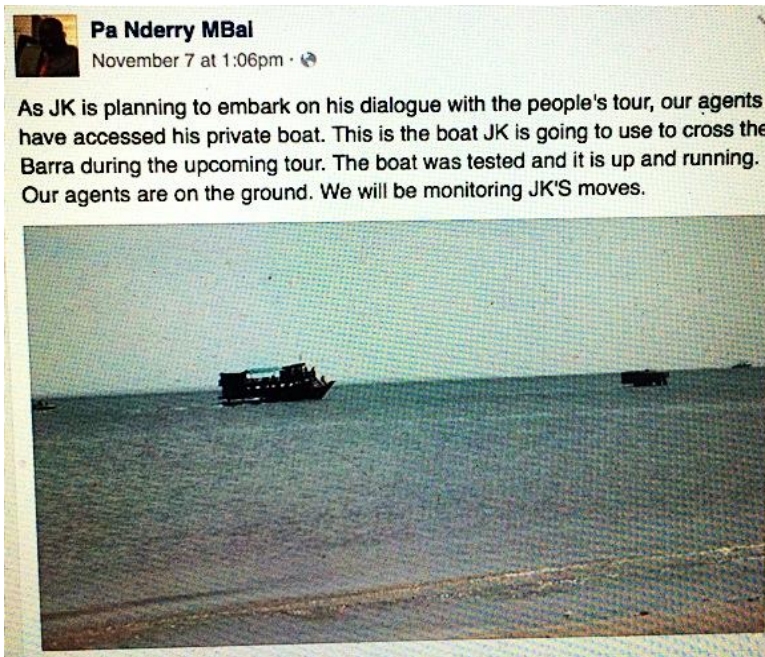 Pa Nderry MBai
November 7 at 1:06pm ·
As JK is planning to embark on his dialogue with the people's tour, our agents
have accessed his private boat. This is the boat JK is going to use to cross the
Barra during the upcoming tour. The boat was tested and it is up and running.
Our agents are on the ground. We will be monitoring JK'S moves.